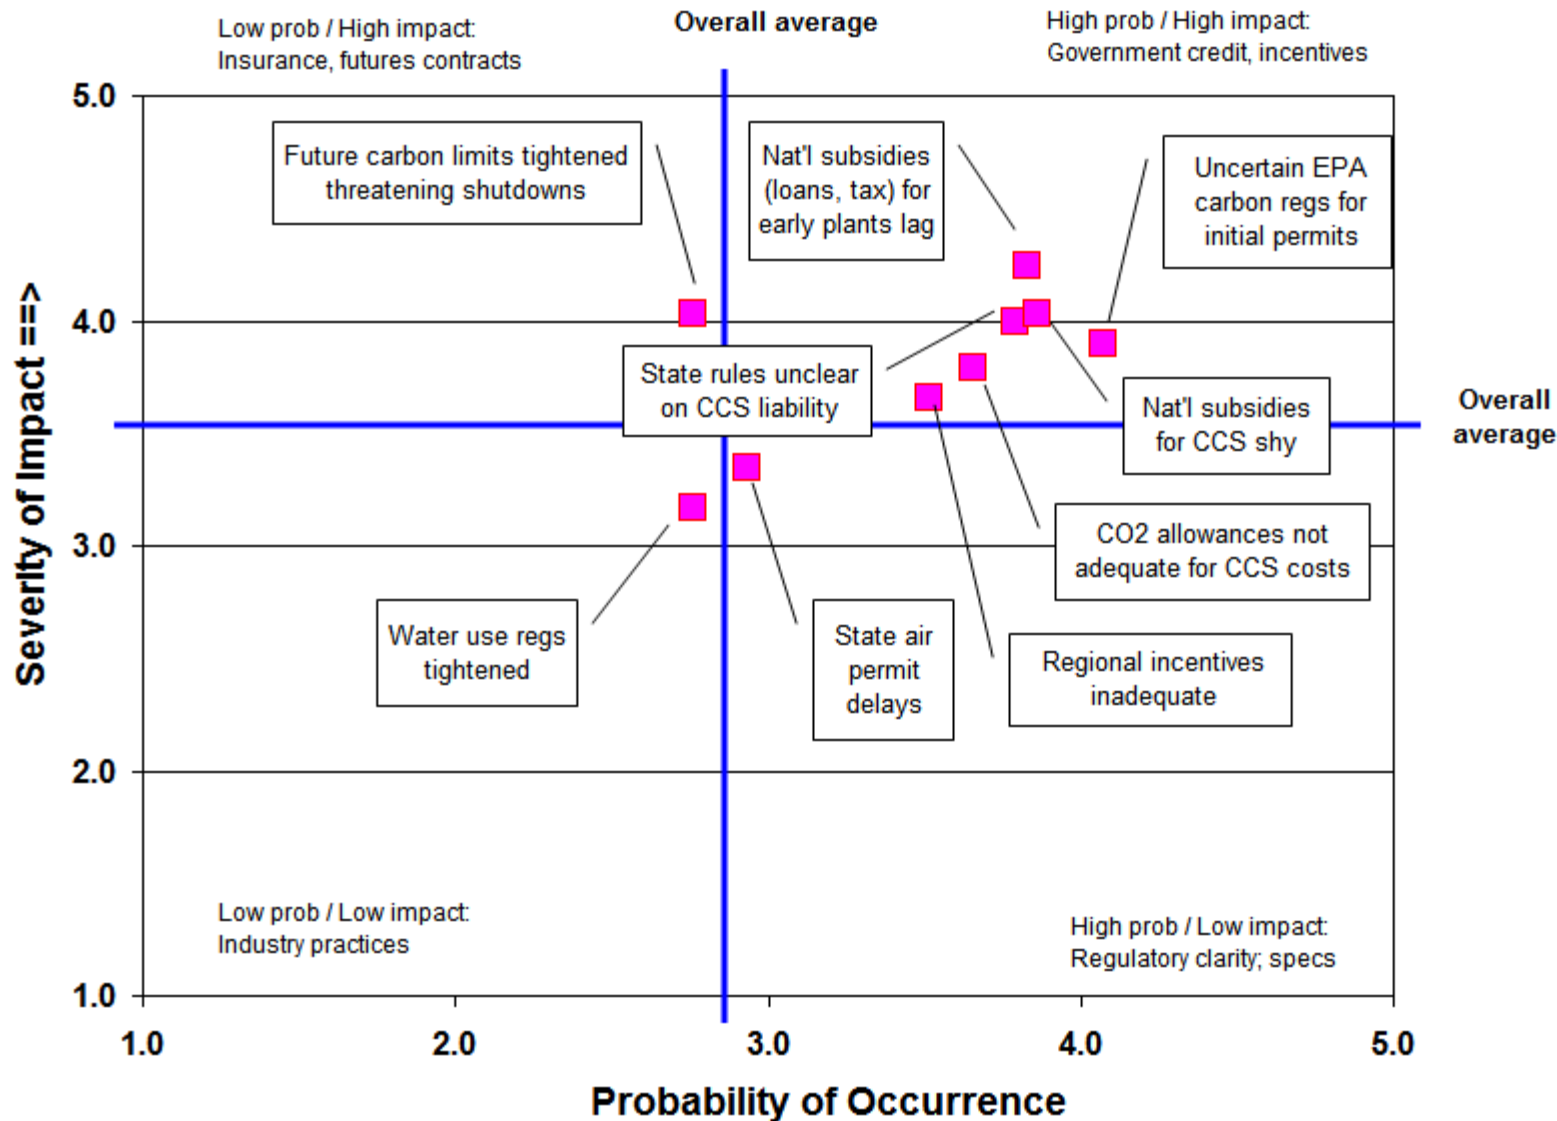 Low prob / High impact:
Insurance, futures contracts
Overall average
High prob / High impact:
Government credit, incentives
5.0
4.0
3.0
2.0
1.0
Severity of Impact ==>
Future carbon limits tightened
threatening shutdowns
Nat'l subsidies
(loans, tax) for
early plants lag
Uncertain EPA
carbon regs for
initial permits
State rules unclear
on CCS liability
Nat'l subsidies
for CCS shy
Overall
average
CO2 allowances not
adequate for CCS costs
Water use regs
tightened
State air
permit
delays
Regional incentives
inadequate
Low prob / Low impact:
Industry practices
High prob / Low impact:
Regulatory clarity; specs
1.0
2.0
3.0
4.0
5.0
Probability of Occurrence